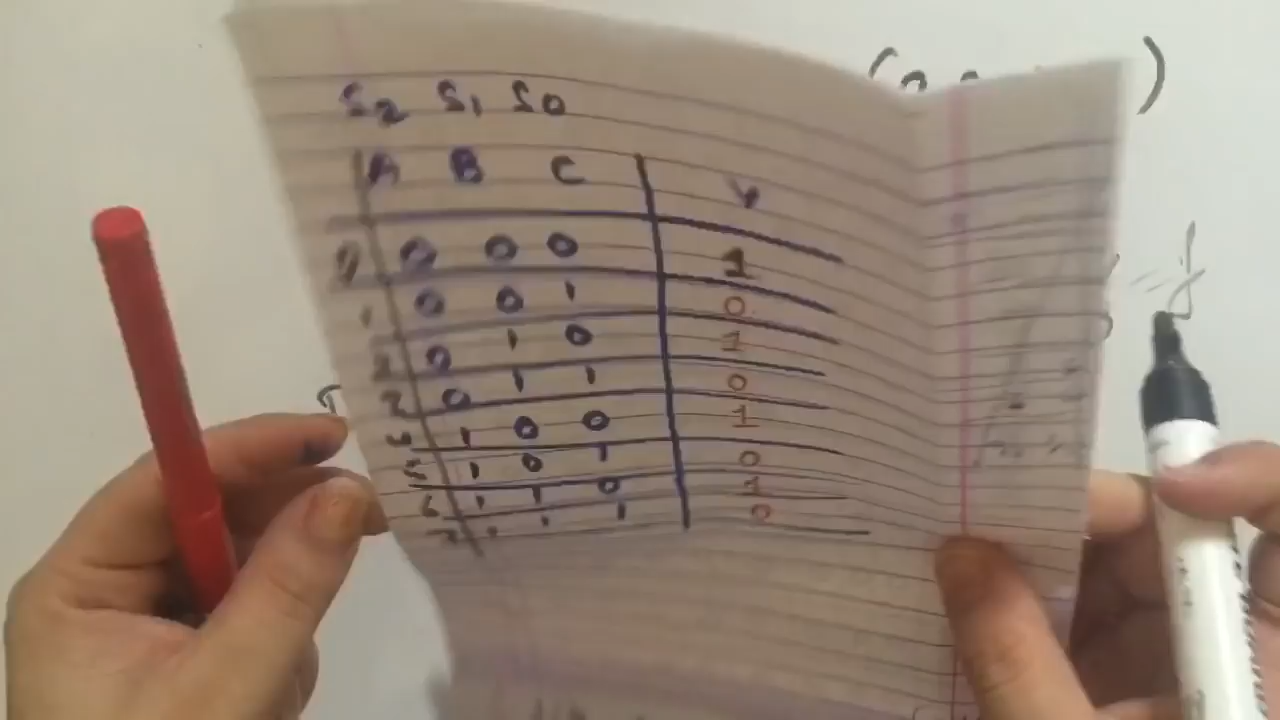 S2 S1 S0
A B C Y
0 0 0 0 1
1 0 0 1 0
2 0 1 0 1
0 1 1 0
4 1 0 0 1
5 1 0 1 0
6 1 1 0 1
7 1 1 1 0